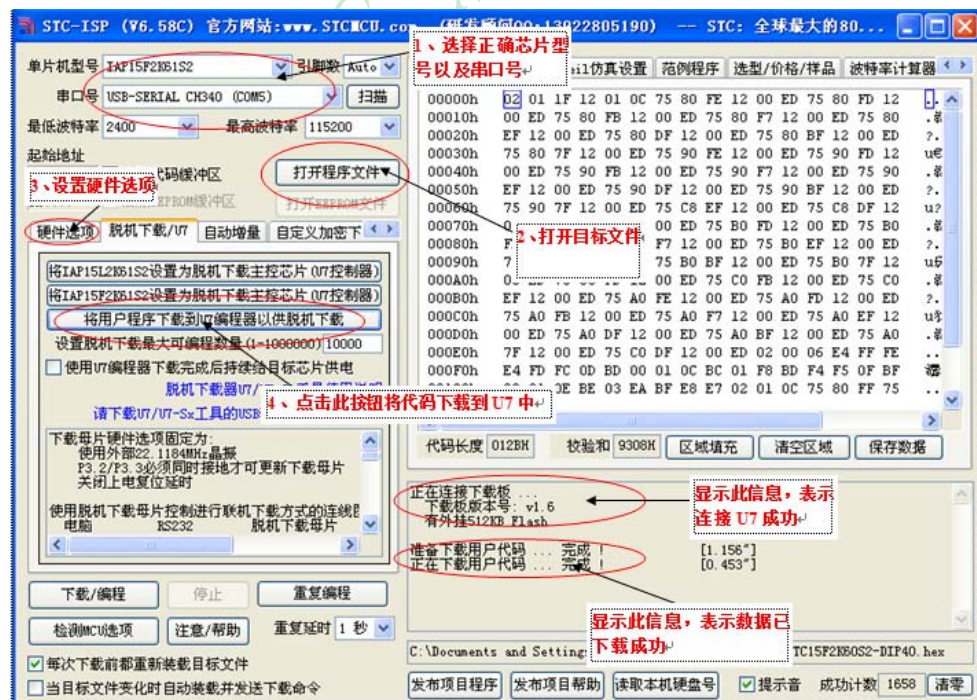 STC-ISP (V6.58C) 官方网站:www.STCMCU.com (研发顾问QQ:13922805190) -- STC: 全球最大的80...
1、选择正确芯片型号以及串口号
单片机型号 IAP15F2K61S2 引脚数 Auto
串口号 USB-SERIAL CH340 (COM5) 扫描
最低波特率 2400 最高波特率 115200
起始地址
代码缓冲区 打开程序文件
3、设置硬件选项
EEPROM缓冲区 打开EEPROM文件
硬件选项 脱机下载/U7 自动增量 自定义加密下
将IAP15L2K61S2设置为脱机下载主控芯片(U7控制器)
将IAP15F2K61S2设置为脱机下载主控芯片(U7控制器)
将用户程序下载到U7编程器以供脱机下载
设置脱机下载最大可编程数量(1-1000000) 10000
使用U7编程器下载完成后持续给目标芯片供电
脱机下载器U7/
请下载U7/U7-Sx工具的USB
4、点击此按钮将代码下载到 U7 中
下载母片硬件选项固定为:
使用外部22.1184MHz晶振
P3.2/P3.3必须同时接地才可更新下载母片
关闭上电复位延时
使用脱机下载母片控制进行联机下载方式的连线
电脑 RS232 脱机下载母片
下载/编程 停止 重复编程
检测MCU选项 注意/帮助 重复延时 1 秒
每次下载前都重新装载目标文件
当目标文件变化时自动装载并发送下载命令
il仿真设置 范例程序 选型/价格/样品 波特率计算器
00000h 02 01 1F 12 01 0C 75 80 FE 12 00 ED 75 80 FD 12
00010h 00 ED 75 80 FB 12 00 ED 75 80 F7 12 00 ED 75 80
00020h EF 12 00 ED 75 80 DF 12 00 ED 75 80 BF 12 00 ED
00030h 75 80 7F 12 00 ED 75 90 FE 12 00 ED 75 90 FD 12
00040h 00 ED 75 90 FB 12 00 ED 75 90 F7 12 00 ED 75 90
00050h EF 12 00 ED 75 90 DF 12 00 ED 75 90 BF 12 00 ED
00060h 75 90 7F 12 00 ED 75 C8 EF 12 00 ED 75 C8 DF 12
00070h 0 ED 75 B0 FD 12 00 ED 75 B0
2、打开目标文件
00080h F F7 12 00 ED 75 B0 EF 12 00 ED
00090h 7 75 B0 BF 12 00 ED 75 B0 7F 12
000A0h 00 ED 75 C0 FB 12 00 ED 75 C0
000B0h EF 12 00 ED 75 A0 FE 12 00 ED 75 A0 FD 12 00 ED
000C0h 75 A0 FB 12 00 ED 75 A0 F7 12 00 ED 75 A0 EF 12
000D0h 00 ED 75 A0 DF 12 00 ED 75 A0 BF 12 00 ED 75 A0
000E0h 7F 12 00 ED 75 C0 DF 12 00 ED 02 00 06 E4 FF FE
000F0h E4 FD FC 0D BD 00 01 0C BC 01 F8 BD F4 F5 0F BF
0E BE 03 EA BF E8 E7 02 01 0C 75 80 FF 75
代码长度 012BH 校验和 9308H 区域填充 清空区域 保存数据
正在连接下载板 ...
下载板版本号: v1.6
有外挂512KB Flash
显示此信息，表示连接 U7 成功
准备下载用户代码 ... 完成 ! [1.156"]
正在下载用户代码 ... 完成 ! [0.453"]
显示此信息，表示数据已下载成功
C:\Documents and Setting TC15F2K60S2-DIP40.hex
发布项目程序 发布项目帮助 读取本机硬盘号 提示音 成功计数 1658 清零